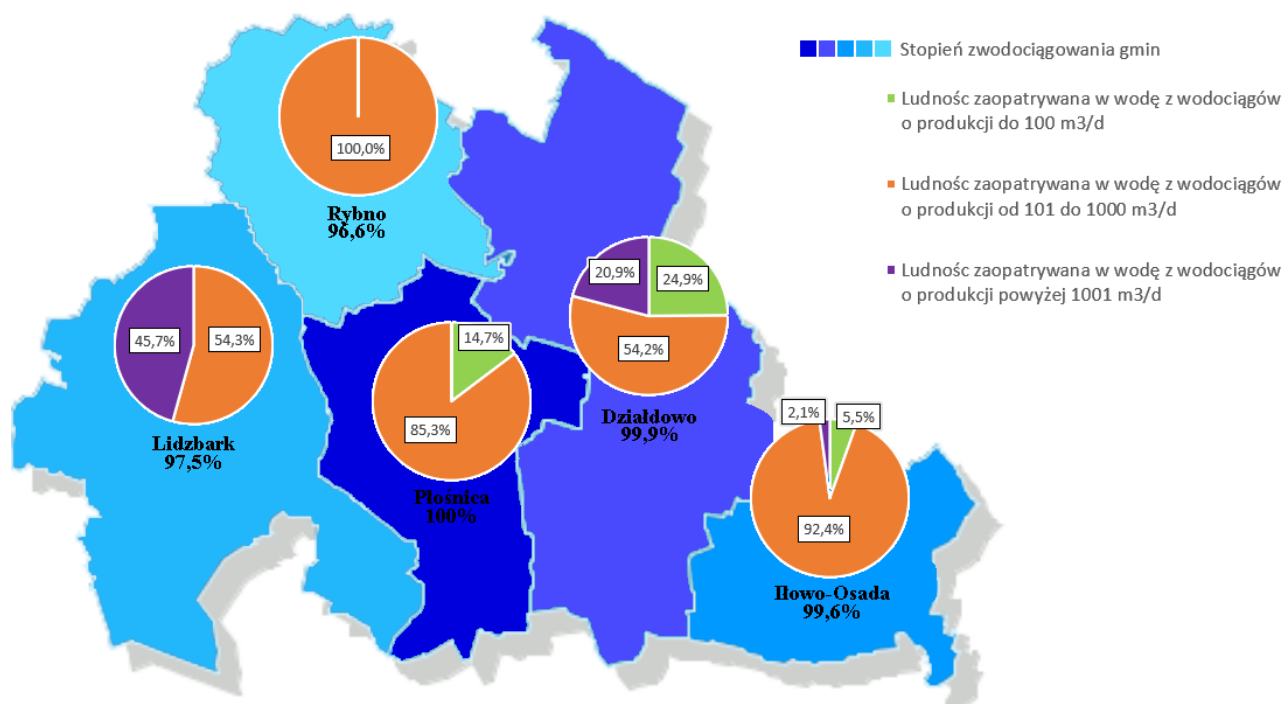 Stopień zwodociągowania gmin
Ludnośc zaopatrywana w wodę z wodociągów
o produkcji do 100 m3/d
Ludnośc zaopatrywana w wodę z wodociągów
o produkcji od 101 do 1000 m3/d
Ludnośc zaopatrywana w wodę z wodociągów
o produkcji powyżej 1001 m3/d
100,0%
Rybno
96,6%
45,7%
54,3%
Lidzbark
97,5%
14,7%
85,3%
Płośnica
100%
20,9%
24,9%
54,2%
Działdowo
99,9%
2,1%
5,5%
92,4%
Iłowo-Osada
99,6%